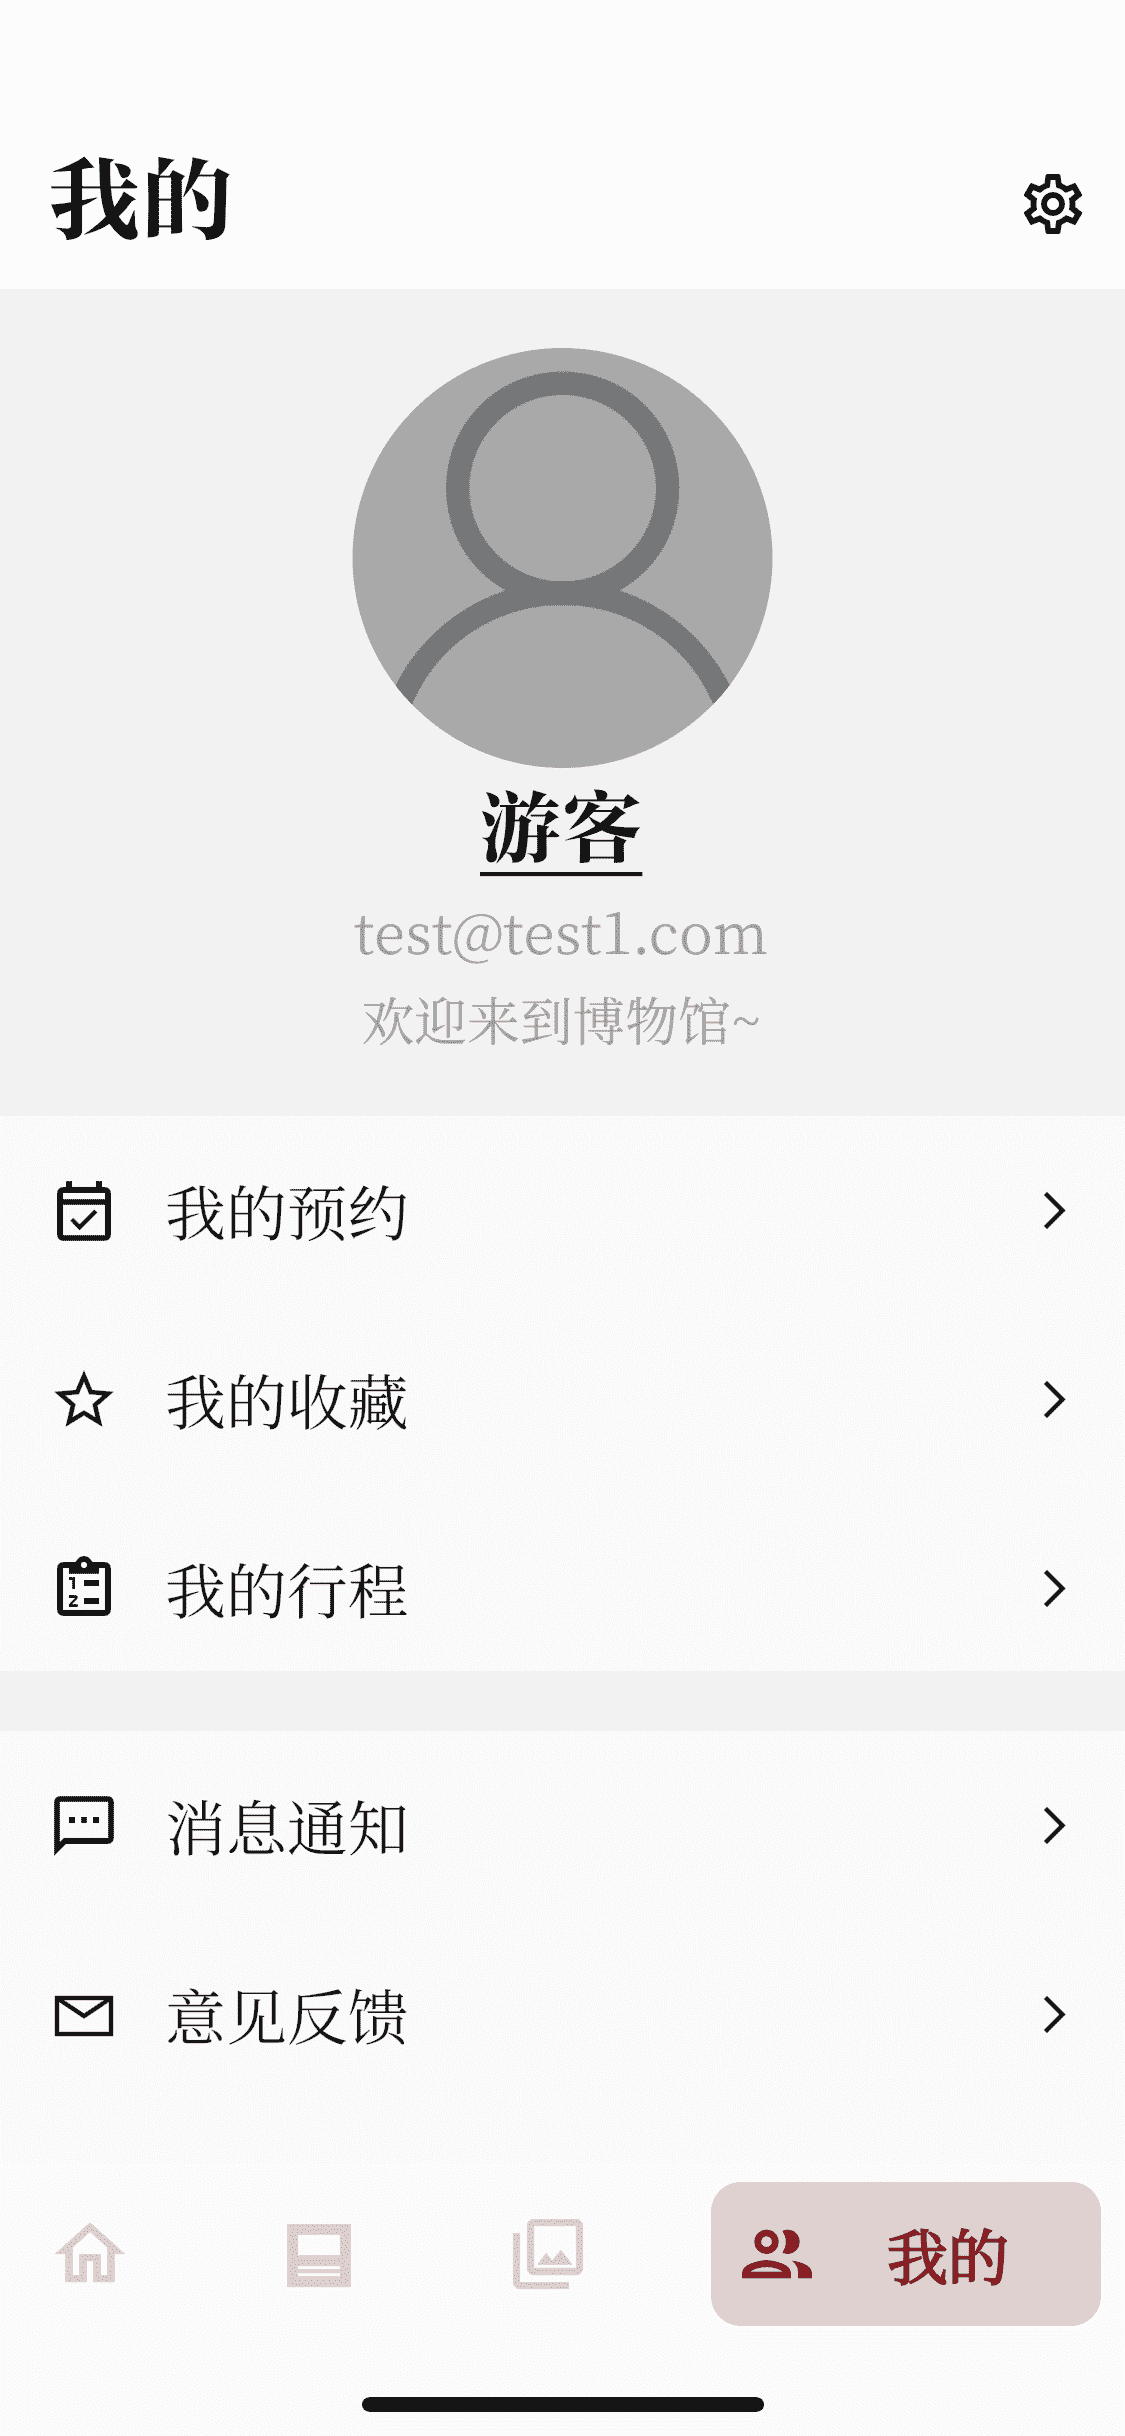 我的
游客
test@test1.com
欢迎来到博物馆~
我的预约
我的收藏
我的行程
消息通知
意见反馈
我的